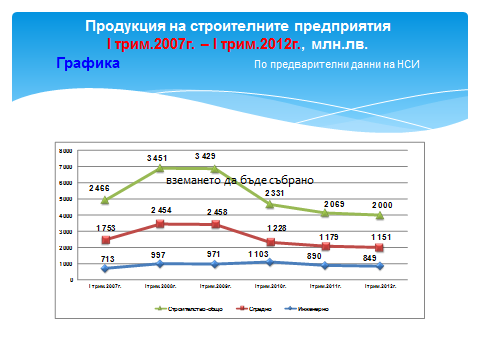 Продукция на строителните предприятия
I трим.2007г. – I трим.2012г., млн.лв.
Графика По предварителни данни на НСИ
8000
7000
6000
5000
4000
3000
2000
1000
0
2 466 3 451 3 429 2 331 2 069 2 000
вземането да бъде събрано
1 753 2 454 2 458 1 228 1 179 1 151
713 997 971 1 103 890 849
I трим.2007г. I трим.2008г. I трим.2009г. I трим.2010г. I трим.2011г. I трим.2012г.
Строителство-общо Сградно Инженерно